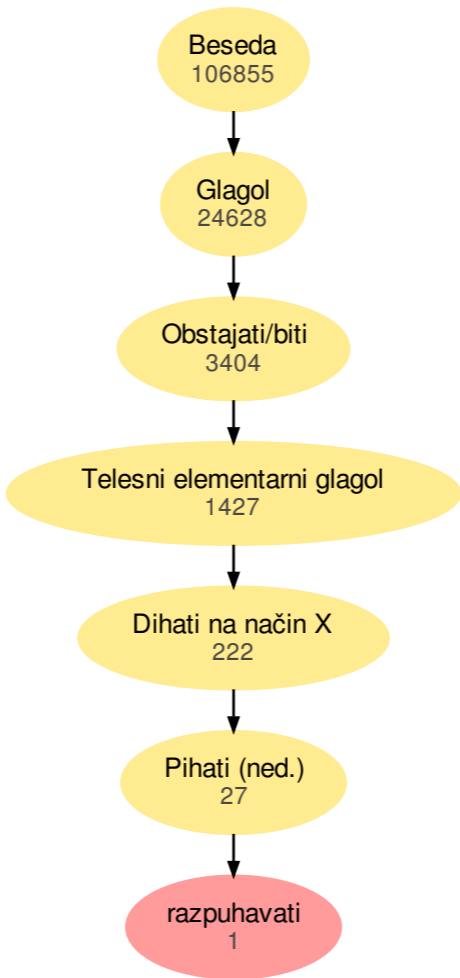 Beseda
106855
Glagol
24628
Obstajati/biti
3404
Telesni elementarni glagol
1427
Dihati na način X
222
Pihati (ned.)
27
razpuhavati
1